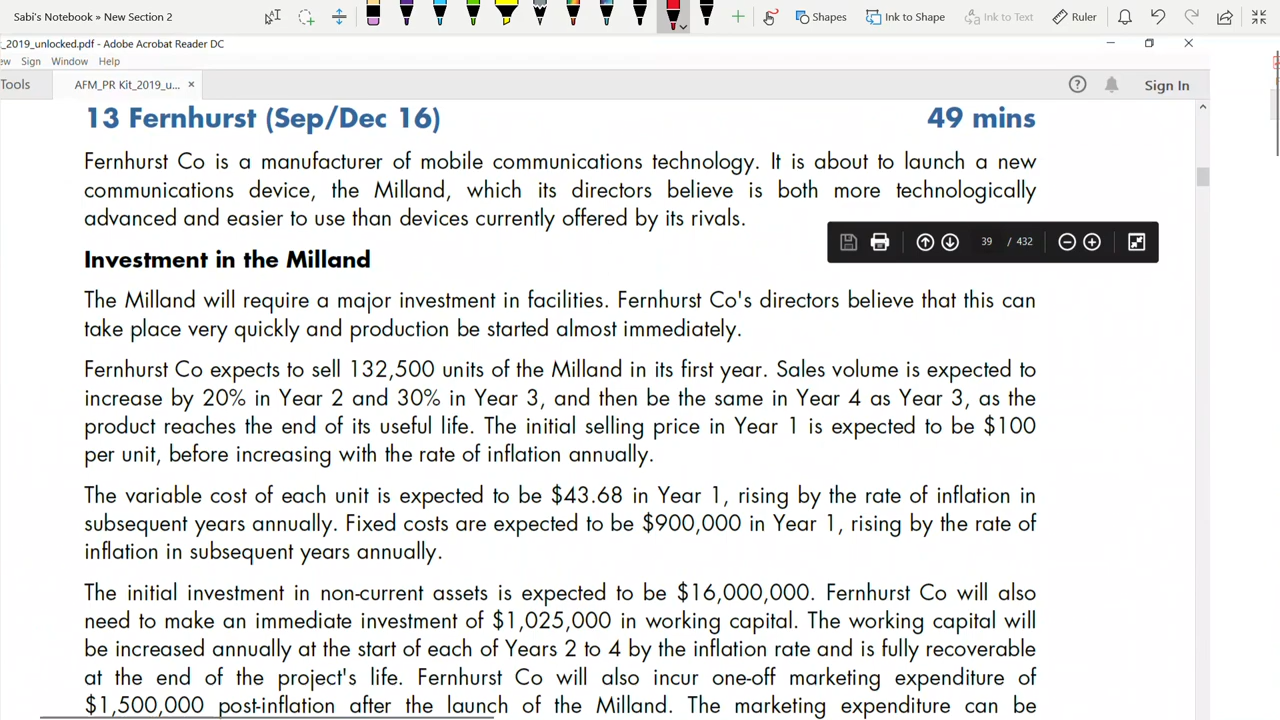 Sabi's Notebook » New Section 2
Shapes
Ink to Shape
Ink to Text
Ruler
_2019_unlocked.pdf - Adobe Acrobat Reader DC
ew Sign Window Help
Tools
AFM_PR Kit_2019_u... ×
Sign In
13 Fernhurst (Sep/Dec 16) 49 mins
Fernhurst Co is a manufacturer of mobile communications technology. It is about to launch a new
communications device, the Milland, which its directors believe is both more technologically
advanced and easier to use than devices currently offered by its rivals.
39 / 432
Investment in the Milland
The Milland will require a major investment in facilities. Fernhurst Co's directors believe that this can
take place very quickly and production be started almost immediately.
Fernhurst Co expects to sell 132,500 units of the Milland in its first year. Sales volume is expected to
increase by 20% in Year 2 and 30% in Year 3, and then be the same in Year 4 as Year 3, as the
product reaches the end of its useful life. The initial selling price in Year 1 is expected to be $100
per unit, before increasing with the rate of inflation annually.
The variable cost of each unit is expected to be $43.68 in Year 1, rising by the rate of inflation in
subsequent years annually. Fixed costs are expected to be $900,000 in Year 1, rising by the rate of
inflation in subsequent years annually.
The initial investment in non-current assets is expected to be $16,000,000. Fernhurst Co will also
need to make an immediate investment of $1,025,000 in working capital. The working capital will
be increased annually at the start of each of Years 2 to 4 by the inflation rate and is fully recoverable
at the end of the project's life. Fernhurst Co will also incur one-off marketing expenditure of
$1,500,000 post-inflation after the launch of the Milland. The marketing expenditure can be